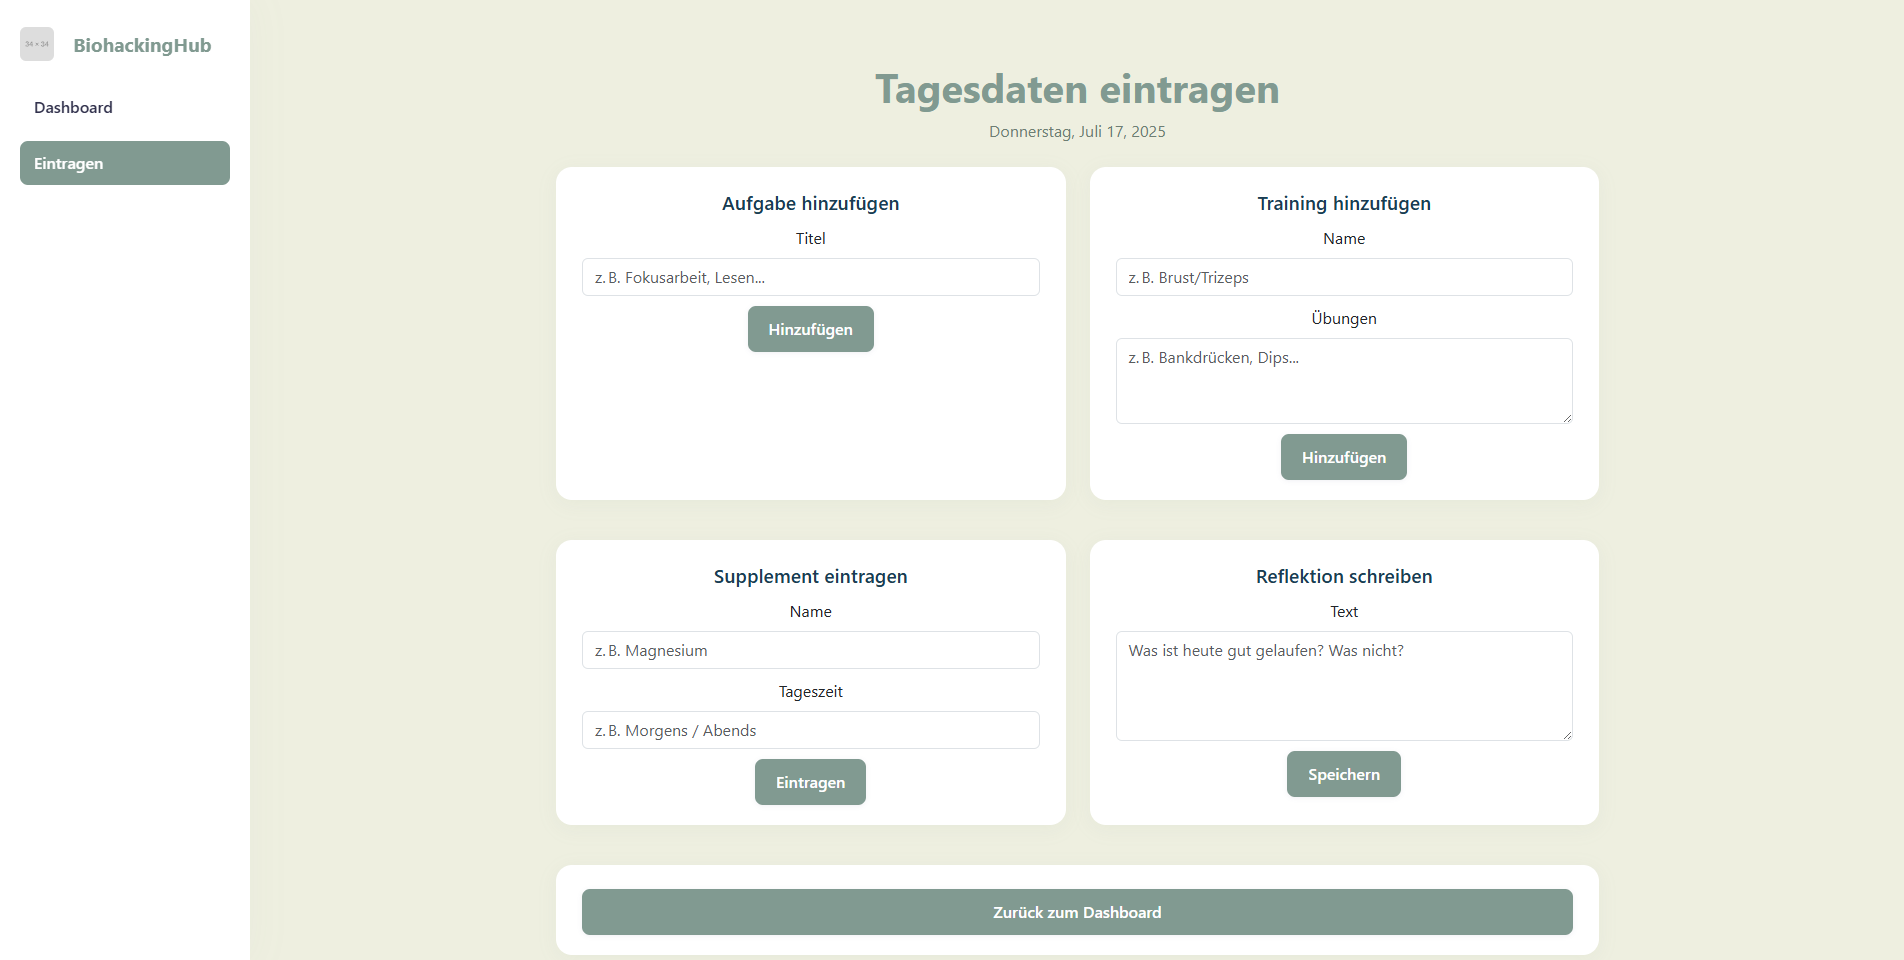 34 × 34
BiohackingHub
Dashboard
Eintragen
Tagesdaten eintragen
Donnerstag, Juli 17, 2025
Aufgabe hinzufügen
Titel
z. B. Fokusarbeit, Lesen...
Hinzufügen
Training hinzufügen
Name
z. B. Brust/Trizeps
Übungen
z. B. Bankdrücken, Dips...
Hinzufügen
Supplement eintragen
Name
z. B. Magnesium
Tageszeit
z. B. Morgens / Abends
Eintragen
Reflektion schreiben
Text
Was ist heute gut gelaufen? Was nicht?
Speichern
Zurück zum Dashboard